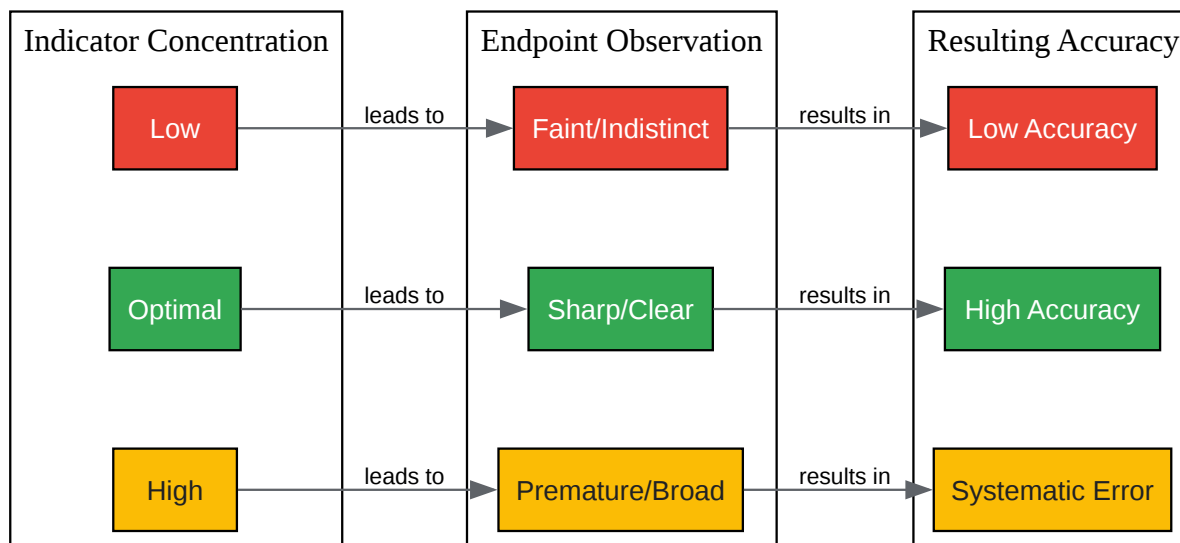 Indicator Concentration
Endpoint Observation
Resulting Accuracy
Low
leads to
Faint/Indistinct
results in
Low Accuracy
Optimal
leads to
Sharp/Clear
results in
High Accuracy
High
leads to
Premature/Broad
results in
Systematic Error